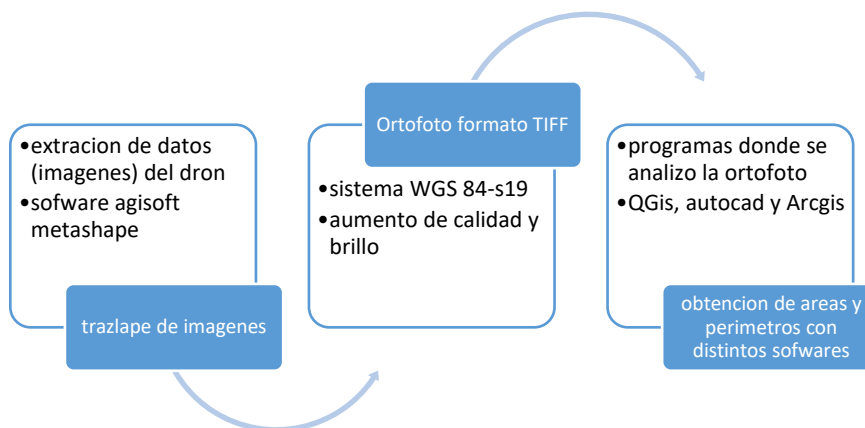 •extracion de datos
(imagenes) del dron
•sofware agisoft
metashape
trazlape de imagenes
Ortofoto formato TIFF
•sistema WGS 84-s19
•aumento de calidad y
brillo
•programas donde se
analizo la ortofoto
•QGis, autocad y Arcgis
obtencion de areas y
perimetros con
distintos sofwares